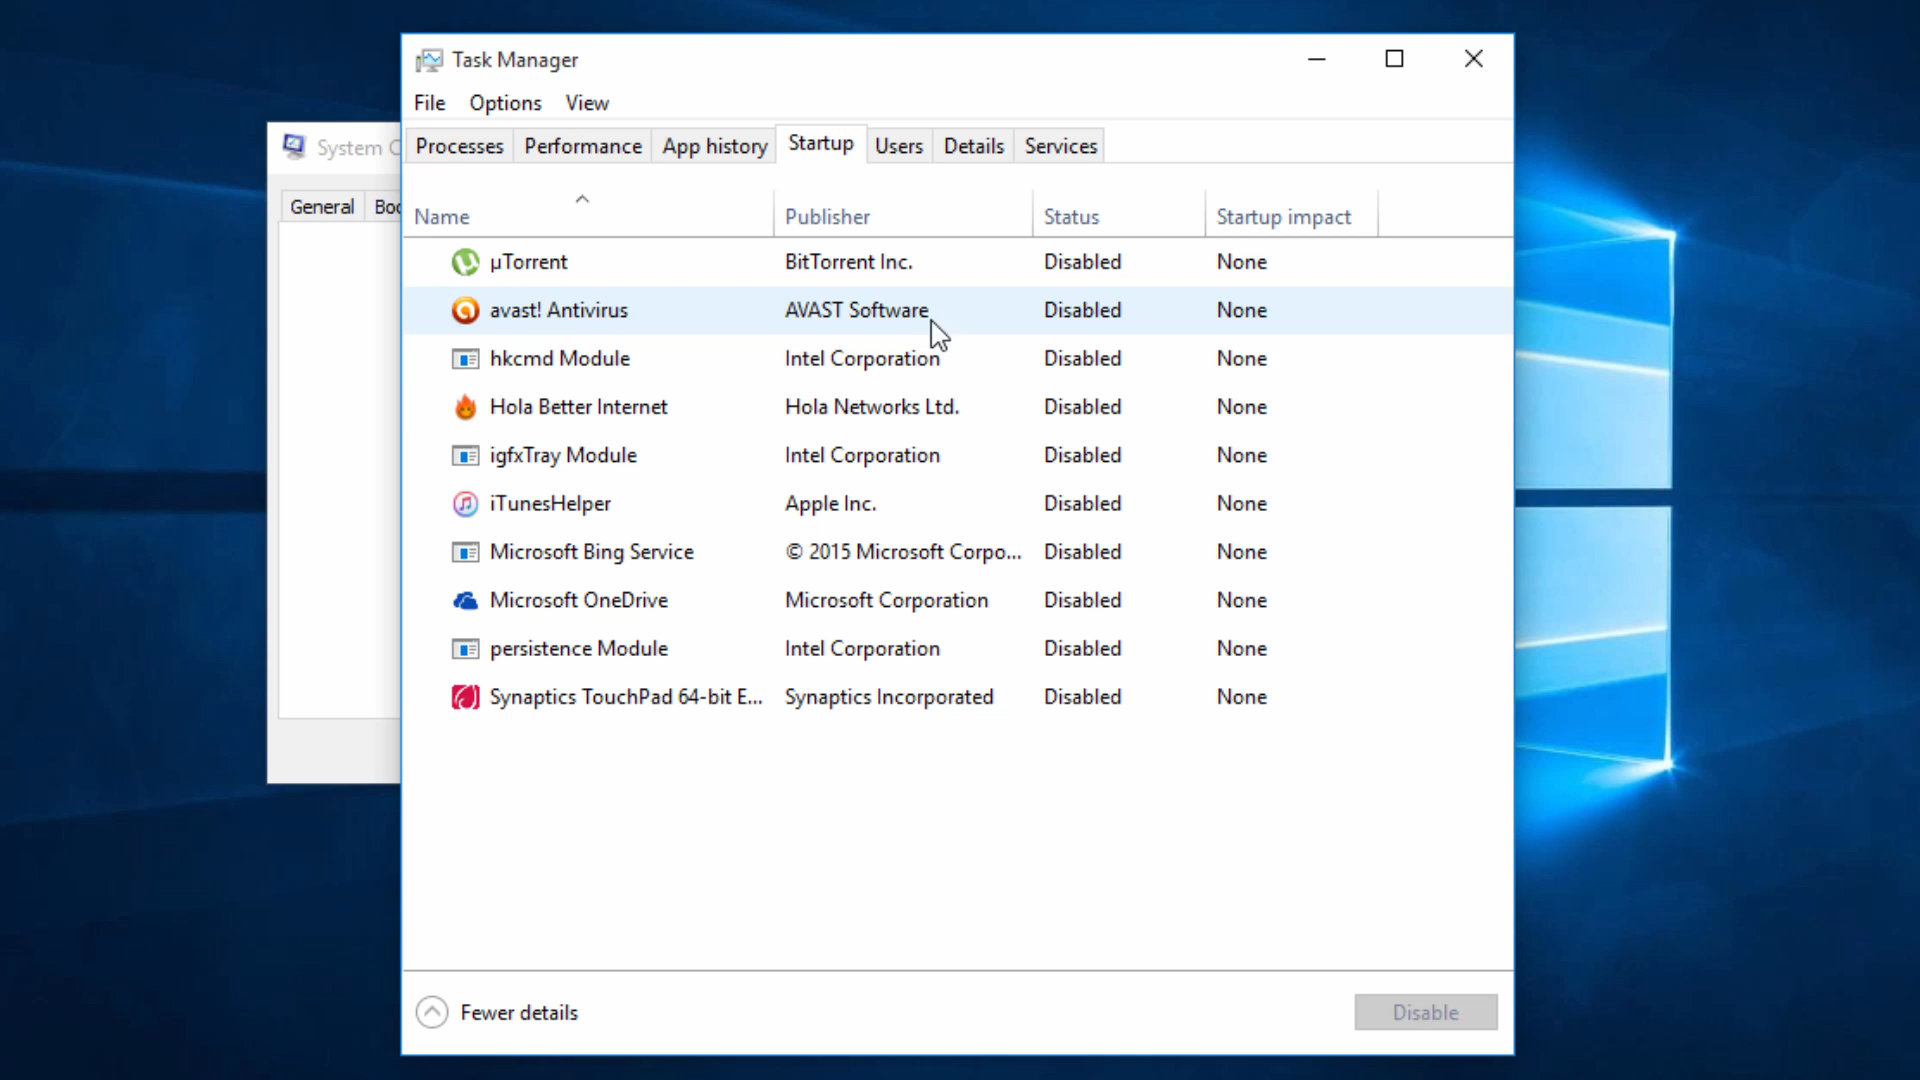 Task Manager
File Options View
System C
Processes Performance App history Startup Users Details Services
General Boo
Name Publisher Status Startup impact
µTorrent BitTorrent Inc. Disabled None
avast! Antivirus AVAST Software Disabled None
hkcmd Module Intel Corporation Disabled None
Hola Better Internet Hola Networks Ltd. Disabled None
igfxTray Module Intel Corporation Disabled None
iTunesHelper Apple Inc. Disabled None
Microsoft Bing Service © 2015 Microsoft Corpo... Disabled None
Microsoft OneDrive Microsoft Corporation Disabled None
persistence Module Intel Corporation Disabled None
Synaptics TouchPad 64-bit E... Synaptics Incorporated Disabled None
Fewer details Disable